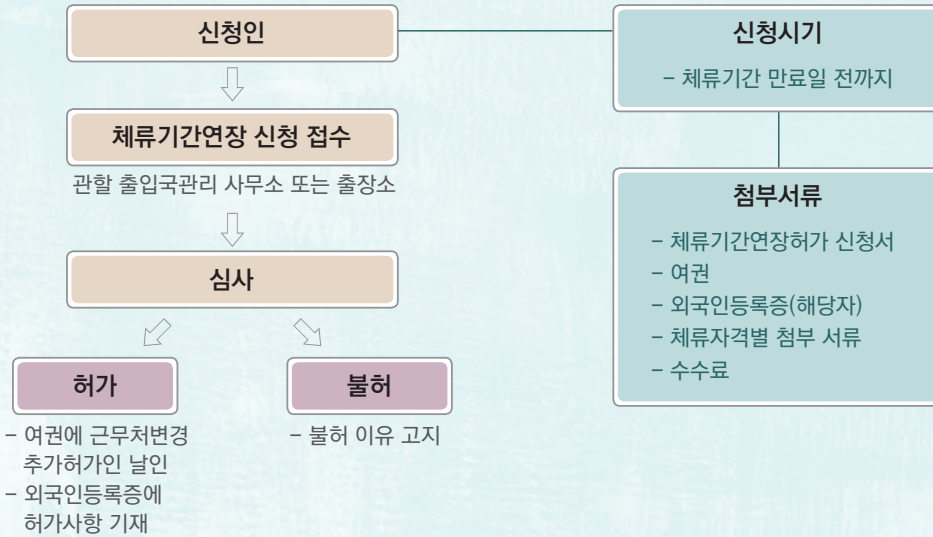 신청인
체류기간연장 신청 접수
관할 출입국관리 사무소 또는 출장소
심사
허가
– 여권에 근무처변경
추가허가인 날인
– 외국인등록증에
허가사항 기재
불허
– 불허 이유 고지
신청시기
– 체류기간 만료일 전까지
첨부서류
– 체류기간연장허가 신청서
– 여권
– 외국인등록증(해당자)
– 체류자격별 첨부 서류
– 수수료